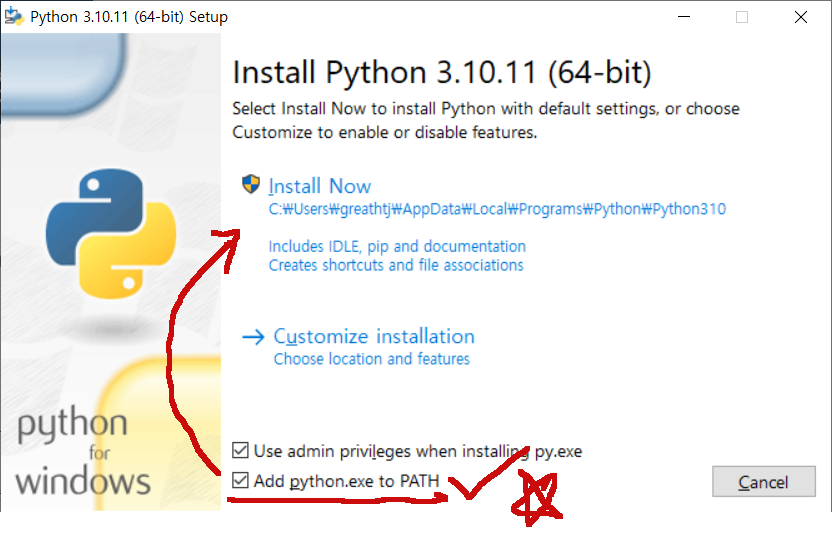 Python 3.10.11 (64-bit) Setup
Install Python 3.10.11 (64-bit)
Select Install Now to install Python with default settings, or choose
Customize to enable or disable features.
Install Now
C:₩Users₩greathtj₩AppData₩Local₩Programs₩Python₩Python310
Includes IDLE, pip and documentation
Creates shortcuts and file associations
Customize installation
Choose location and features
python
for
windows
Use admin privileges when installing py.exe
Add python.exe to PATH
Cancel